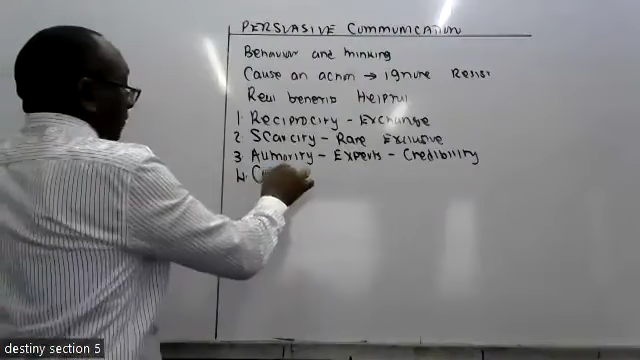 PERSUASIVE COMMUNICATION
Behaviour and thinking
Cause an action → ignore Resist
Real benefits Helpful
1. Reciprocity - Exchange
2. Scarcity - Rare Exclusive
3. Authority - Experts - Credibility
4. C
destiny section 5